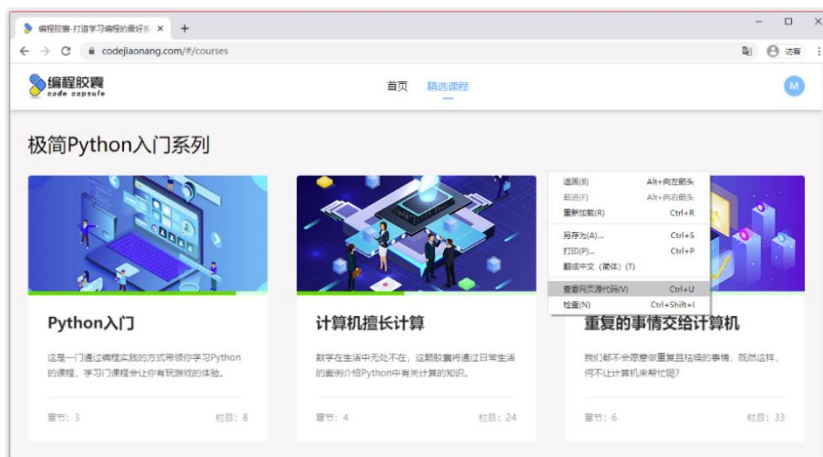 编程胶囊-打造学习编程的最好系
codejiaonang.com/#/courses
访客
编程胶囊
code capsule
首页
精选课程
M
极简Python入门系列
返回(B) Alt+向左箭头
前进(F) Alt+向右箭头
重新加载(R) Ctrl+R
另存为(A)... Ctrl+S
打印(P)... Ctrl+P
翻成中文（简体）(T)
查看网页源代码(V) Ctrl+U
检查(N) Ctrl+Shift+I
Python入门
这是一门通过编程实践的方式带领你学习Python
的课程，学习门课程会让你有玩游戏的体验。
章节：3 栏目：8
计算机擅长计算
数学在生活中无处不在，这颗胶囊将通过日常生活
的案例介绍Python中有关计算的知识。
章节：4 栏目：24
重复的事情交给计算机
我们都不会愿意做重复且枯燥的事情，既然这样，
何不让计算机来帮忙呢？
章节：6 栏目：33